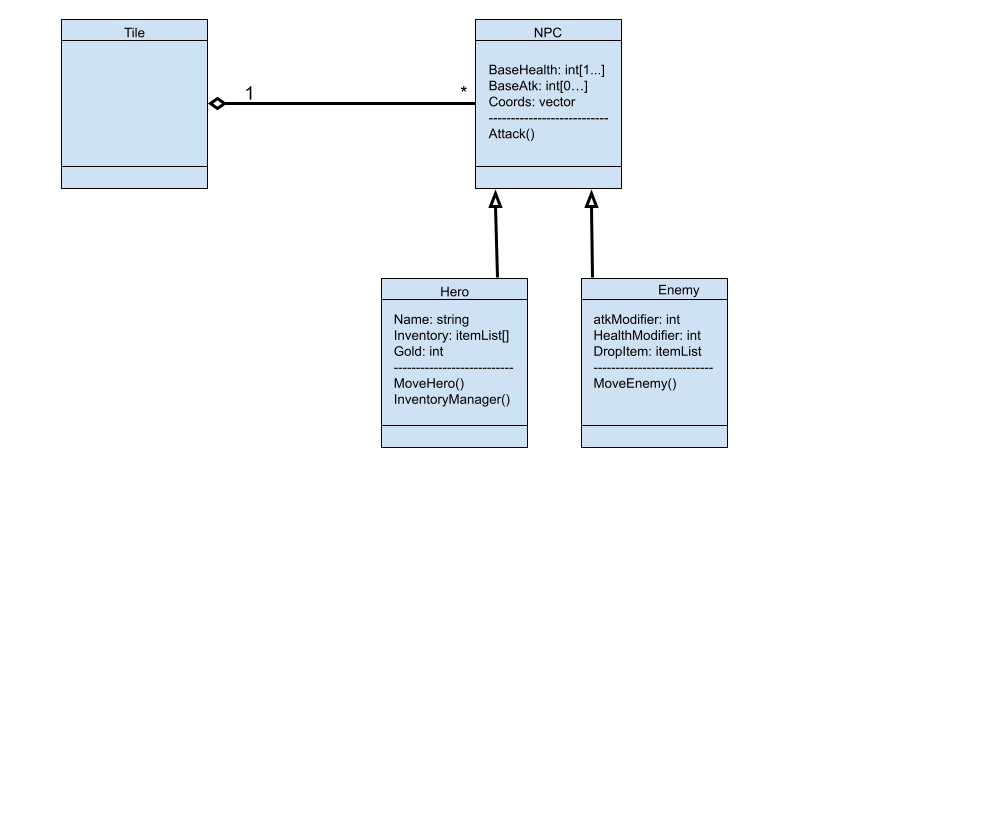 Tile
1
*
NPC
BaseHealth: int[1...]
BaseAtk: int[0…]
Coords: vector
---------------------------
Attack()
Hero
Name: string
Inventory: itemList[]
Gold: int
---------------------------
MoveHero()
InventoryManager()
Enemy
atkModifier: int
HealthModifier: int
DropItem: itemList
---------------------------
MoveEnemy()